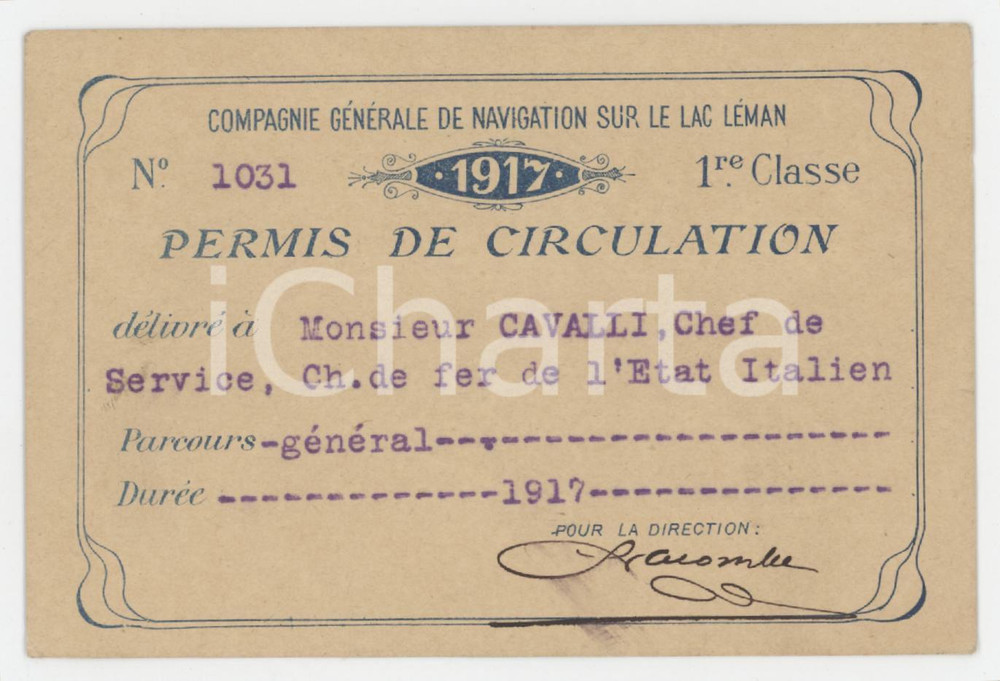 COMPAGNIE GÉNÉRALE DE NAVIGATION SUR LE LAC LÉMAN
Nº 1031 · 1917 · 1re Classe
PERMIS DE CIRCULATION
délivré à Monsieur CAVALLI, Chef de
Service, Ch. de fer de l'Etat Italien
Parcours -général--,---------------------
Durée --------------1917---------------
POUR LA DIRECTION:
Lacombe
iCharta